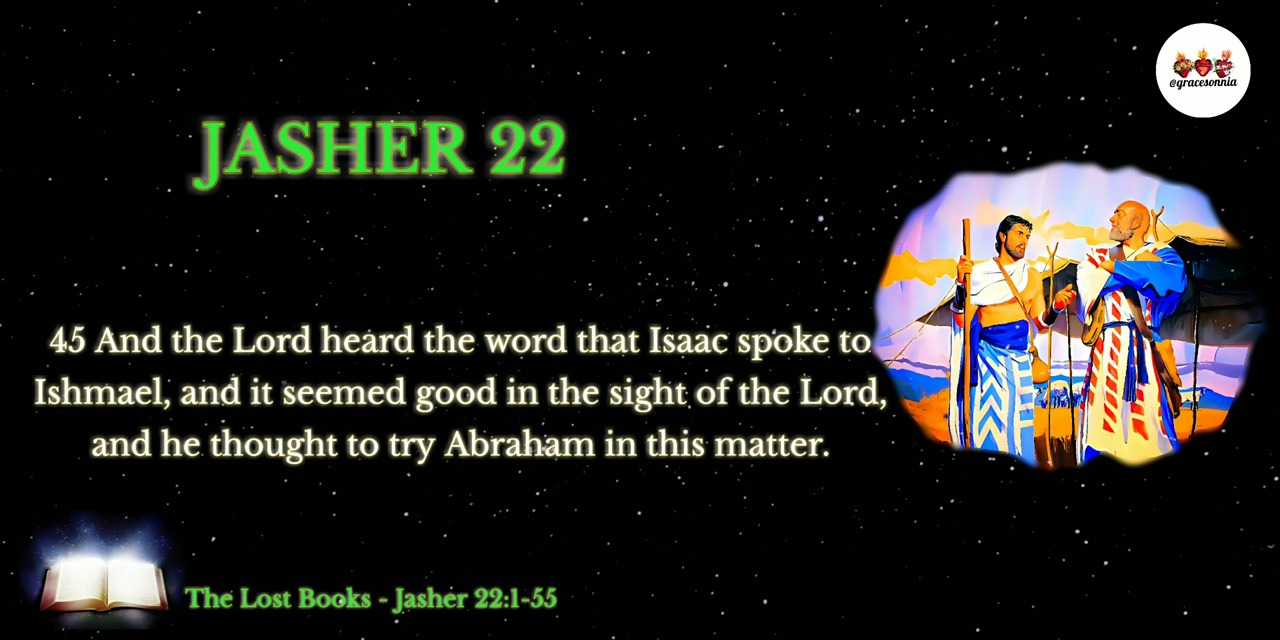 @gracesonnia
JASHER 22
45 And the Lord heard the word that Isaac spoke to
Ishmael, and it seemed good in the sight of the Lord,
and he thought to try Abraham in this matter.
The Lost Books - Jasher 22:1-55